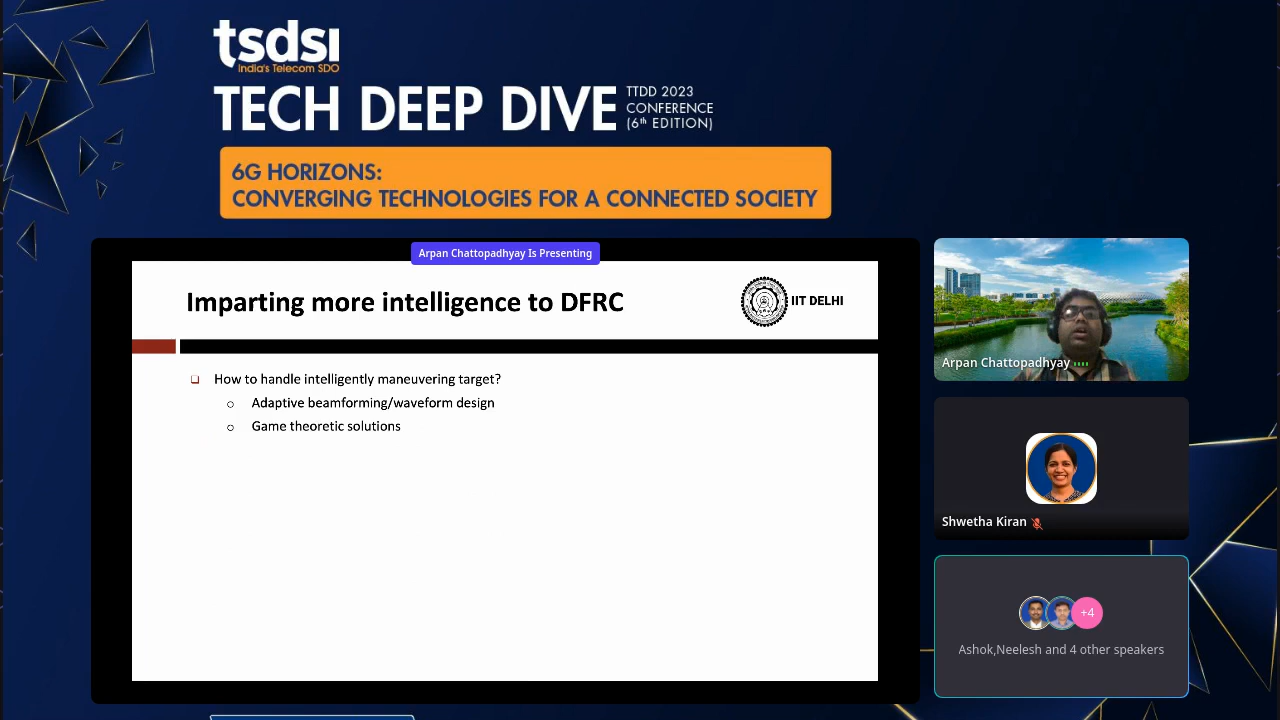 tsdsi
India's Telecom SDO
TECH DEEP DIVE
TTDD 2023
CONFERENCE
(6th EDITION)
6G HORIZONS:
CONVERGING TECHNOLOGIES FOR A CONNECTED SOCIETY
Arpan Chattopadhyay Is Presenting
Imparting more intelligence to DFRC
IIT DELHI
How to handle intelligently maneuvering target?
Adaptive beamforming/waveform design
Game theoretic solutions
Arpan Chattopadhyay
Shwetha Kiran
+4
Ashok,Neelesh and 4 other speakers